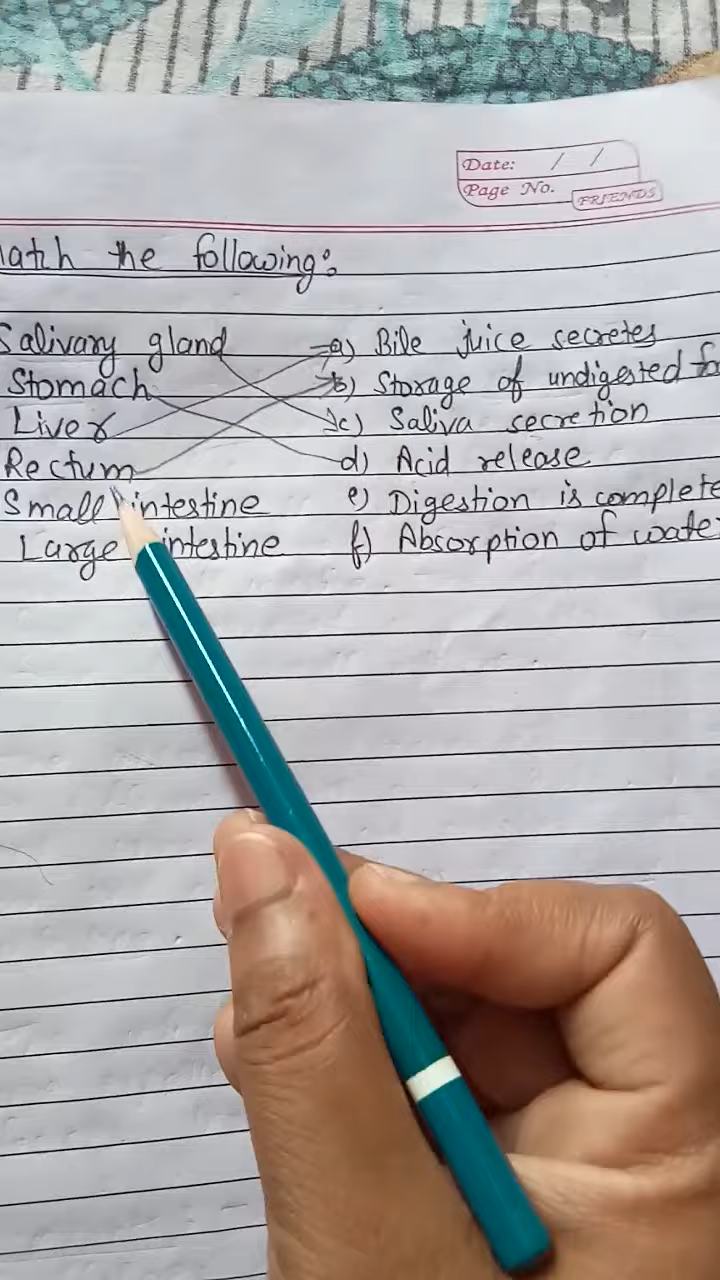 Date: / /
Page No.
FRIENDS
atch the following:
Salivary gland a) Bile juice secretes
Stomach b) Storage of undigested fo
Liver c) Saliva secretion
Rectum d) Acid release
Small intestine e) Digestion is complete
Large intestine f) Absorption of wate